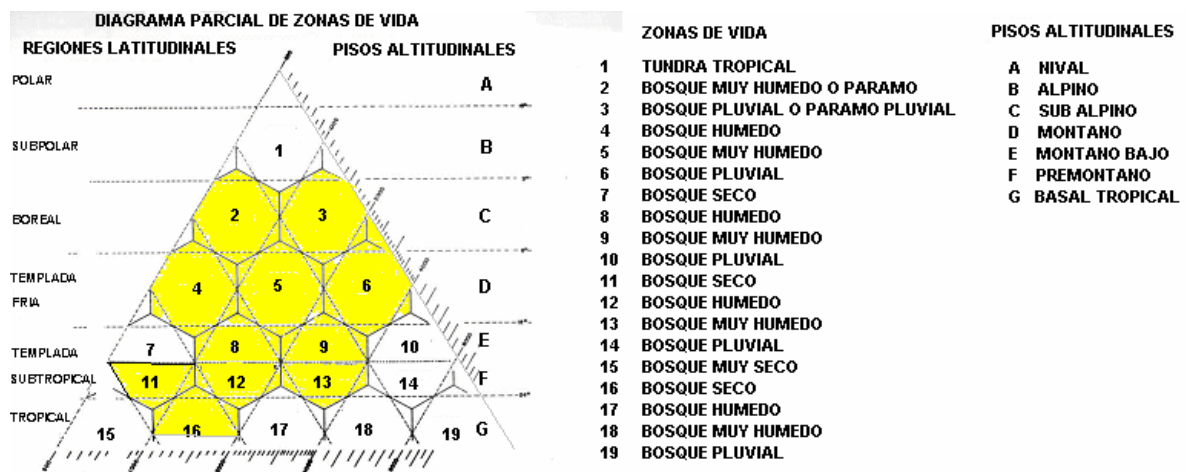 DIAGRAMA PARCIAL DE ZONAS DE VIDA
REGIONES LATITUDINALES
PISOS ALTITUDINALES
POLAR
A
SUBPOLAR
1
B
BOREAL
2
3
C
TEMPLADA
FRIA
4
5
6
D
TEMPLADA
7
8
9
10
E
SUBTROPICAL
11
12
13
14
F
TROPICAL
15
16
17
18
19
G
ZONAS DE VIDA
1 TUNDRA TROPICAL
2 BOSQUE MUY HUMEDO O PARAMO
3 BOSQUE PLUVIAL O PARAMO PLUVIAL
4 BOSQUE HUMEDO
5 BOSQUE MUY HUMEDO
6 BOSQUE PLUVIAL
7 BOSQUE SECO
8 BOSQUE HUMEDO
9 BOSQUE MUY HUMEDO
10 BOSQUE PLUVIAL
11 BOSQUE SECO
12 BOSQUE HUMEDO
13 BOSQUE MUY HUMEDO
14 BOSQUE PLUVIAL
15 BOSQUE MUY SECO
16 BOSQUE SECO
17 BOSQUE HUMEDO
18 BOSQUE MUY HUMEDO
19 BOSQUE PLUVIAL
PISOS ALTITUDINALES
A NIVAL
B ALPINO
C SUB ALPINO
D MONTANO
E MONTANO BAJO
F PREMONTANO
G BASAL TROPICAL